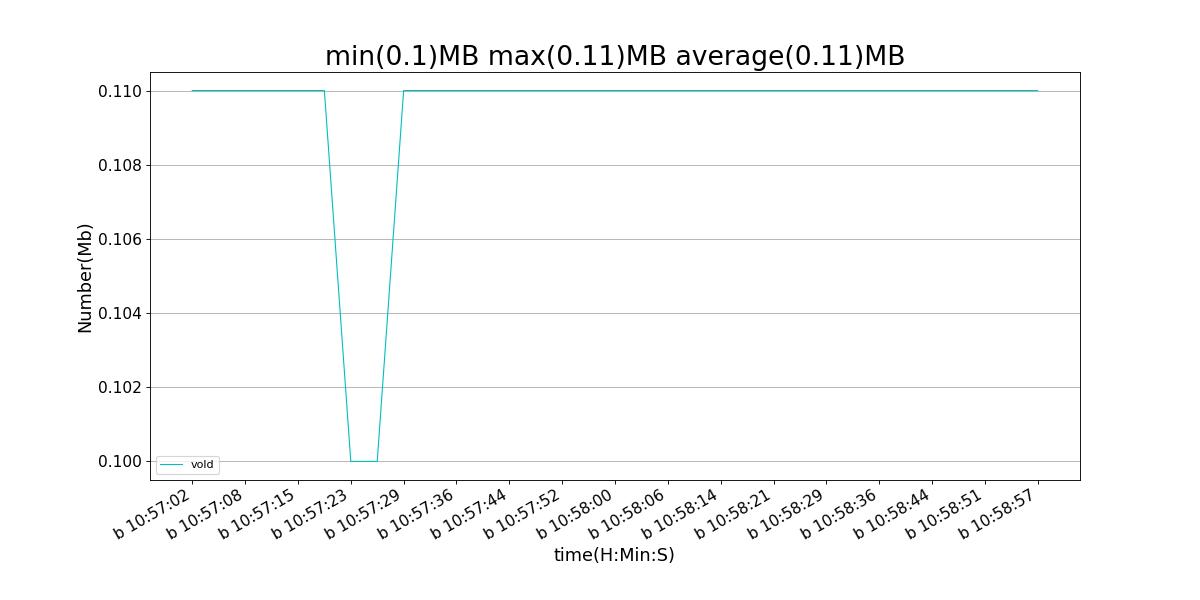 min(0.1)MB max(0.11)MB average(0.11)MB
0.110
0.108
0.106
0.104
0.102
0.100
Number(Mb)
vold
b 10:57:02
b 10:57:08
b 10:57:15
b 10:57:23
b 10:57:29
b 10:57:36
b 10:57:44
b 10:57:52
b 10:58:00
b 10:58:06
b 10:58:14
b 10:58:21
b 10:58:29
b 10:58:36
b 10:58:44
b 10:58:51
b 10:58:57
time(H:Min:S)